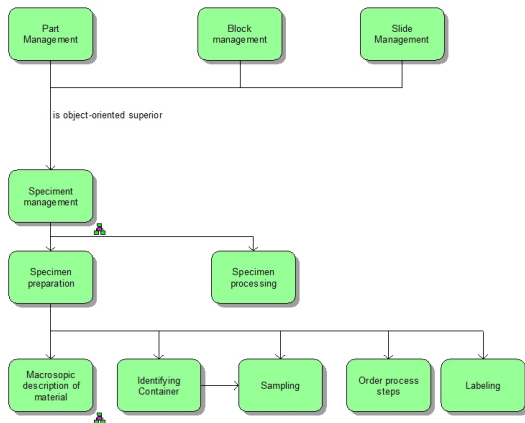 Part
Management
Block
management
Slide
Management
is object-oriented superior
Speciment
management
Specimen
preparation
Specimen
processing
Macrosopic
description of
material
Identifying
Container
Sampling
Order process
steps
Labeling